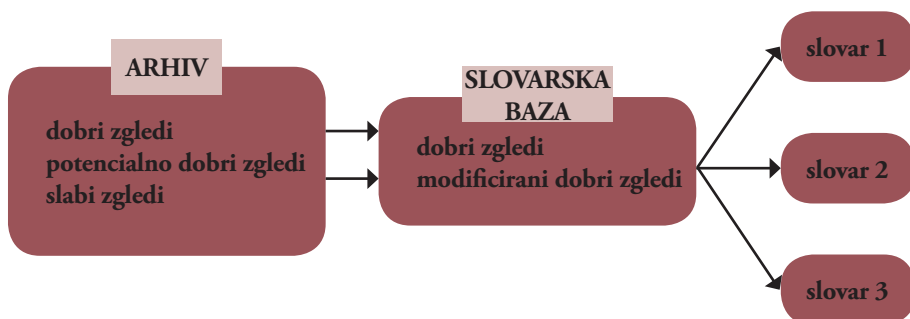 ARHIV
dobri zgledi
potencialno dobri zgledi
slabi zgledi
SLOVARSKA
BAZA
dobri zgledi
modificirani dobri zgledi
slovar 1
slovar 2
slovar 3